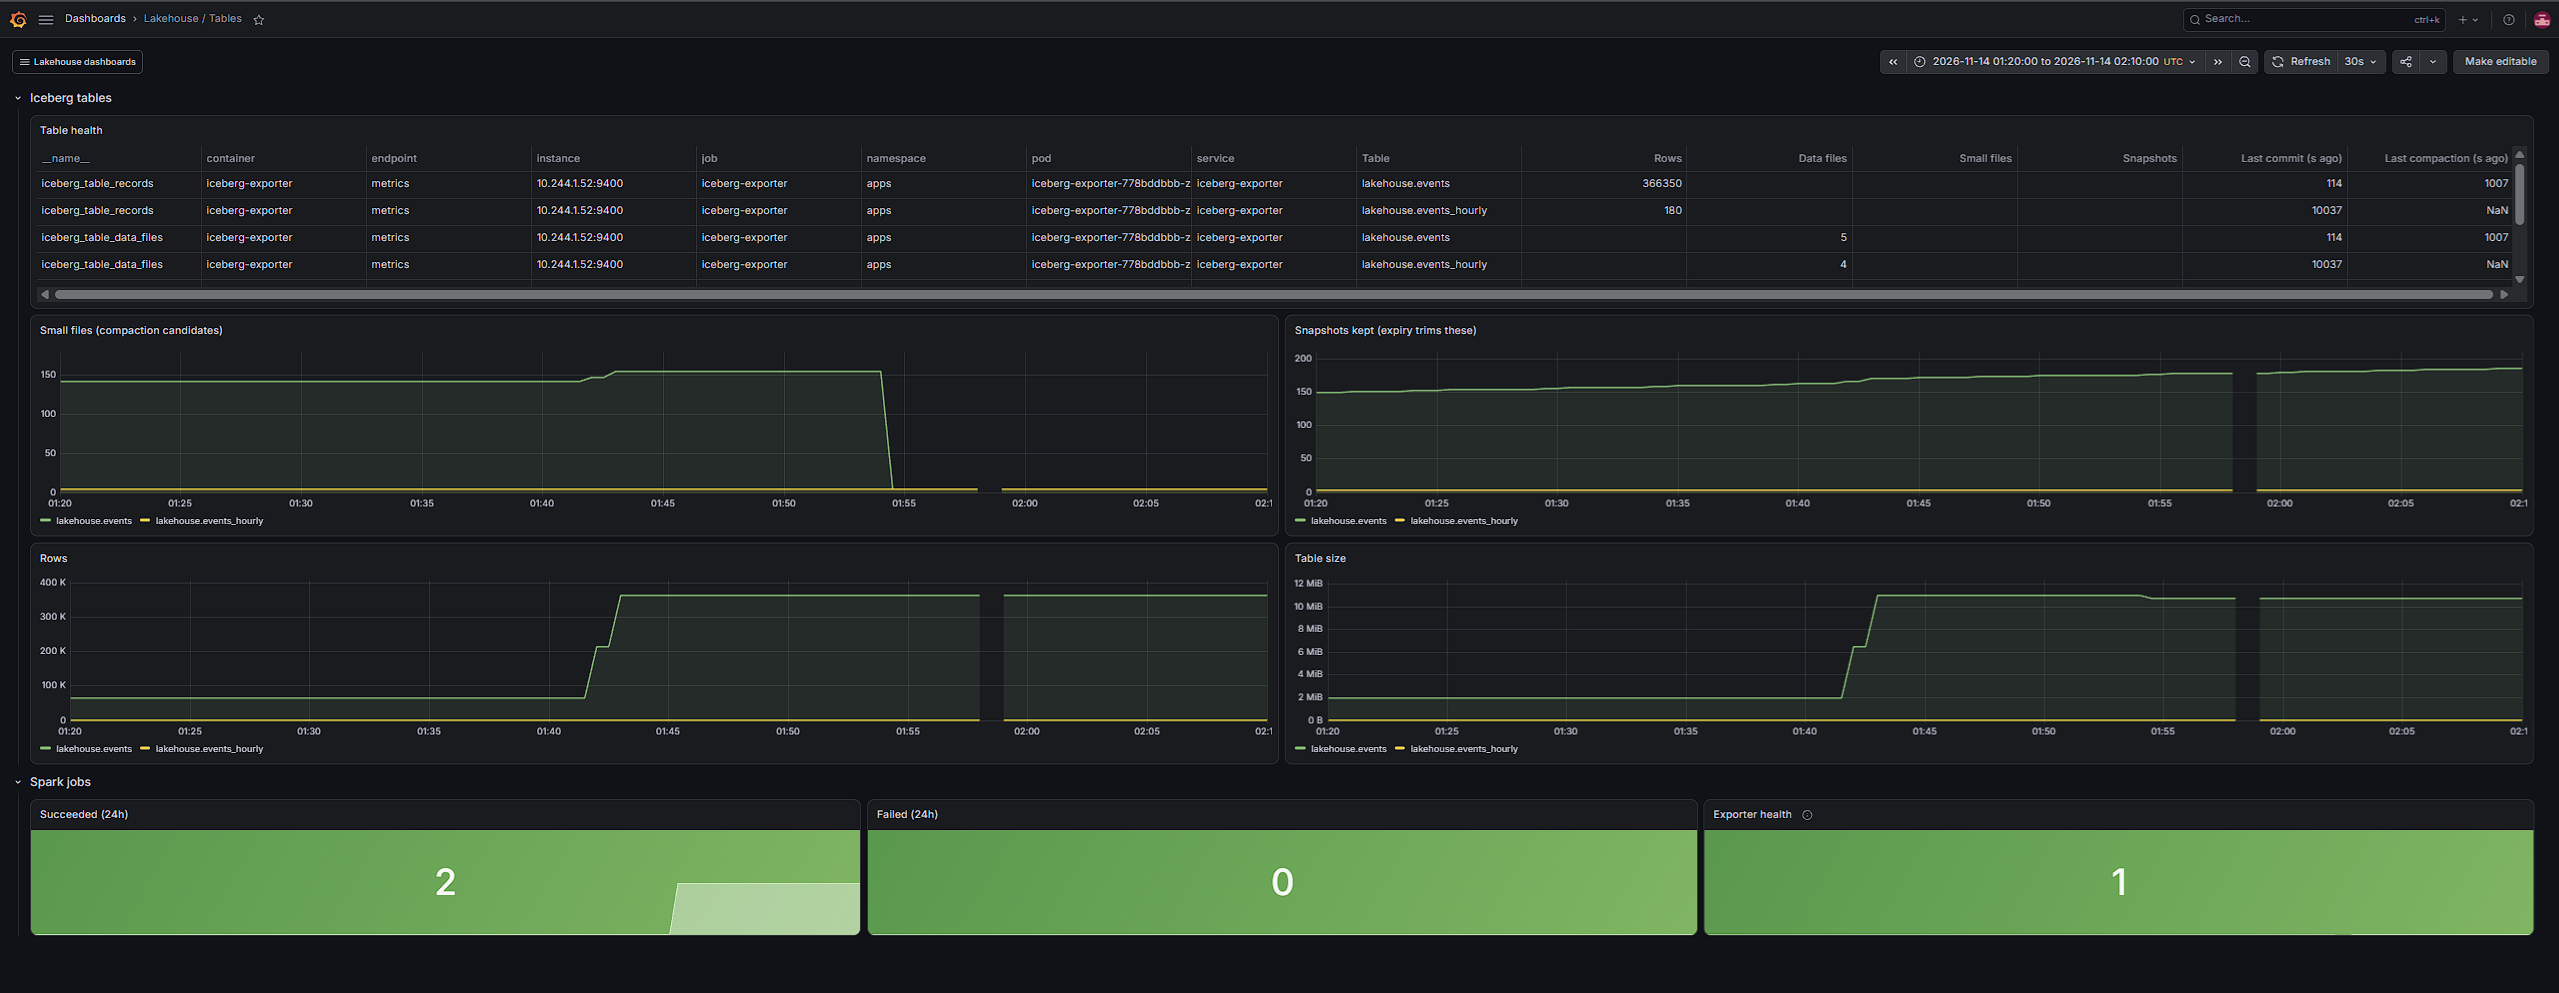 Dashboards › Lakehouse / Tables
Search... ctrl+k
Lakehouse dashboards
2026-11-14 01:20:00 to 2026-11-14 02:10:00 UTC
Refresh 30s
Make editable
Iceberg tables
Table health
__name__ container endpoint instance job namespace pod service Table Rows Data files Small files Snapshots Last commit (s ago) Last compaction (s ago)
iceberg_table_records iceberg-exporter metrics 10.244.1.52:9400 iceberg-exporter apps iceberg-exporter-778bddbbb-z iceberg-exporter lakehouse.events 366350 114 1007
iceberg_table_records iceberg-exporter metrics 10.244.1.52:9400 iceberg-exporter apps iceberg-exporter-778bddbbb-z iceberg-exporter lakehouse.events_hourly 180 10037 NaN
iceberg_table_data_files iceberg-exporter metrics 10.244.1.52:9400 iceberg-exporter apps iceberg-exporter-778bddbbb-z iceberg-exporter lakehouse.events 5 114 1007
iceberg_table_data_files iceberg-exporter metrics 10.244.1.52:9400 iceberg-exporter apps iceberg-exporter-778bddbbb-z iceberg-exporter lakehouse.events_hourly 4 10037 NaN
Small files (compaction candidates)
150
100
50
0
01:20 01:25 01:30 01:35 01:40 01:45 01:50 01:55 02:00 02:05 02:1
lakehouse.events lakehouse.events_hourly
Snapshots kept (expiry trims these)
200
150
100
50
0
01:20 01:25 01:30 01:35 01:40 01:45 01:50 01:55 02:00 02:05 02:1
lakehouse.events lakehouse.events_hourly
Rows
400 K
300 K
200 K
100 K
0
01:20 01:25 01:30 01:35 01:40 01:45 01:50 01:55 02:00 02:05 02:1
lakehouse.events lakehouse.events_hourly
Table size
12 MiB
10 MiB
8 MiB
6 MiB
4 MiB
2 MiB
0 B
01:20 01:25 01:30 01:35 01:40 01:45 01:50 01:55 02:00 02:05 02:1
lakehouse.events lakehouse.events_hourly
Spark jobs
Succeeded (24h)
2
Failed (24h)
0
Exporter health
1